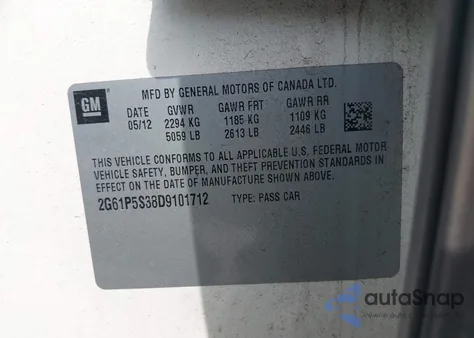 GM
MFD BY GENERAL MOTORS OF CANADA LTD.
DATE GVWR GAWR FRT GAWR RR
05/12 2294 KG 1185 KG 1109 KG
5059 LB 2613 LB 2446 LB
THIS VEHICLE CONFORMS TO ALL APPLICABLE U.S. FEDERAL MOTOR
VEHICLE SAFETY, BUMPER, AND THEFT PREVENTION STANDARDS IN
EFFECT ON THE DATE OF MANUFACTURE SHOWN ABOVE.
2G61P5S38D9101712 TYPE: PASS CAR
autoSnap